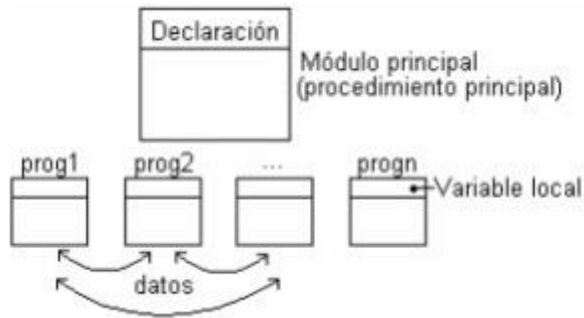 Declaración
Módulo principal
(procedimiento principal)
prog1 prog2 ... progn
Variable local
datos